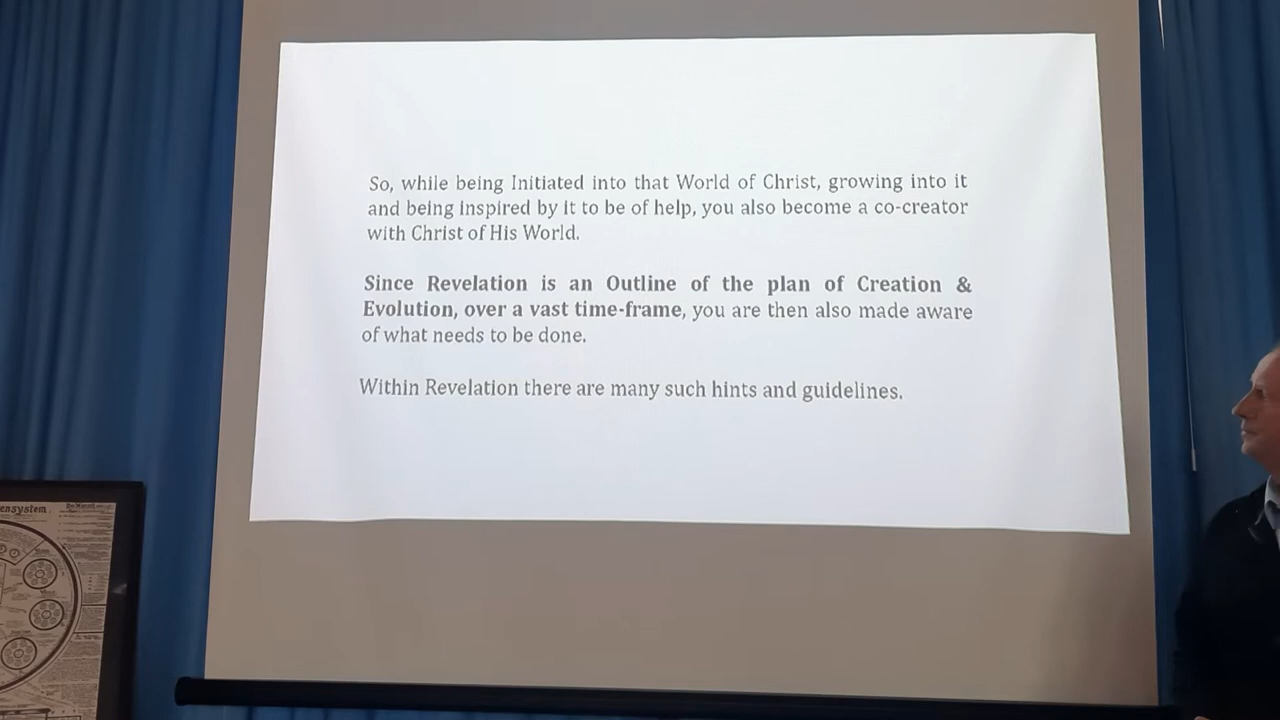 So, while being Initiated into that World of Christ, growing into it
and being inspired by it to be of help, you also become a co-creator
with Christ of His World.
Since Revelation is an Outline of the plan of Creation &
Evolution, over a vast time-frame, you are then also made aware
of what needs to be done.
Within Revelation there are many such hints and guidelines.